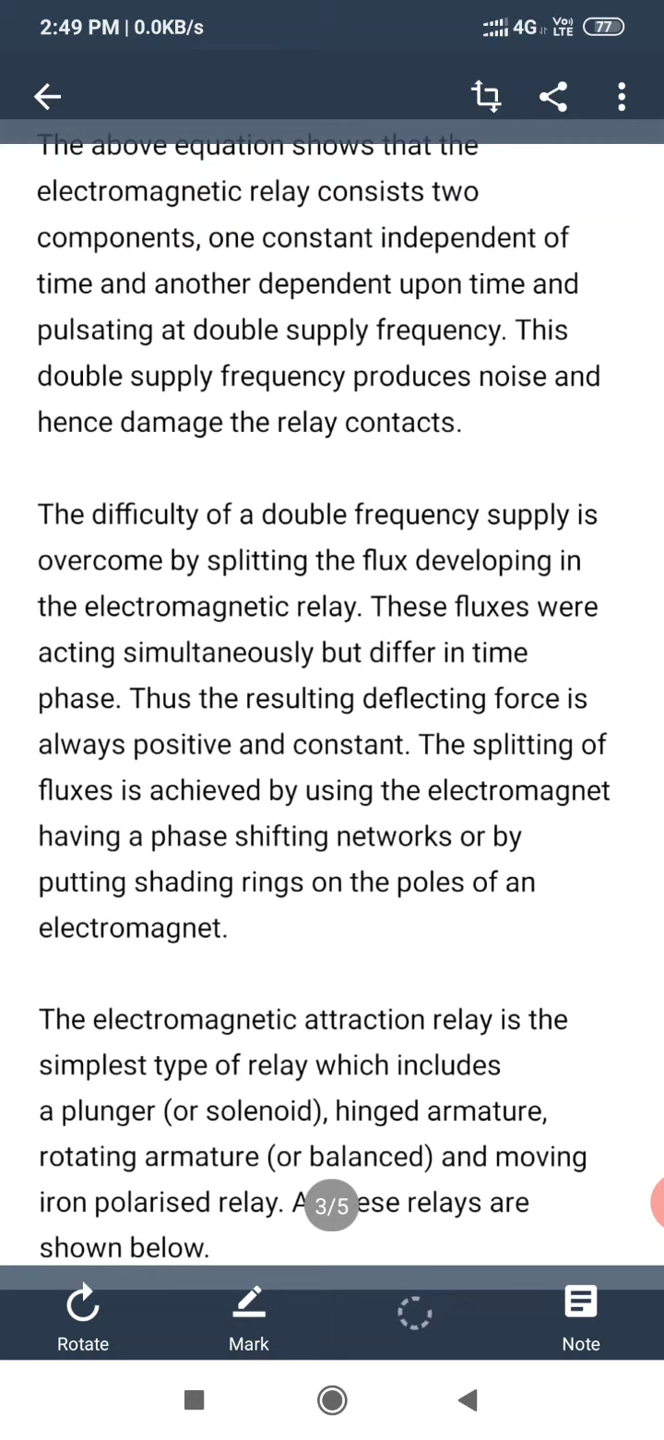 2:49 PM | 0.0KB/s 4G Vo)) LTE 77
The above equation shows that the
electromagnetic relay consists two
components, one constant independent of
time and another dependent upon time and
pulsating at double supply frequency. This
double supply frequency produces noise and
hence damage the relay contacts.
The difficulty of a double frequency supply is
overcome by splitting the flux developing in
the electromagnetic relay. These fluxes were
acting simultaneously but differ in time
phase. Thus the resulting deflecting force is
always positive and constant. The splitting of
fluxes is achieved by using the electromagnet
having a phase shifting networks or by
putting shading rings on the poles of an
electromagnet.
The electromagnetic attraction relay is the
simplest type of relay which includes
a plunger (or solenoid), hinged armature,
rotating armature (or balanced) and moving
iron polarised relay. A 3/5 ese relays are
shown below.
Rotate Mark Note